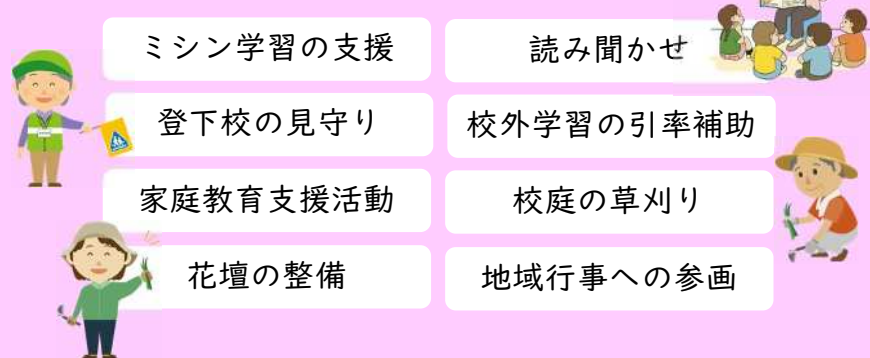 ミシン学習の支援
読み聞かせ
登下校の見守り
校外学習の引率補助
家庭教育支援活動
校庭の草刈り
花壇の整備
地域行事への参画